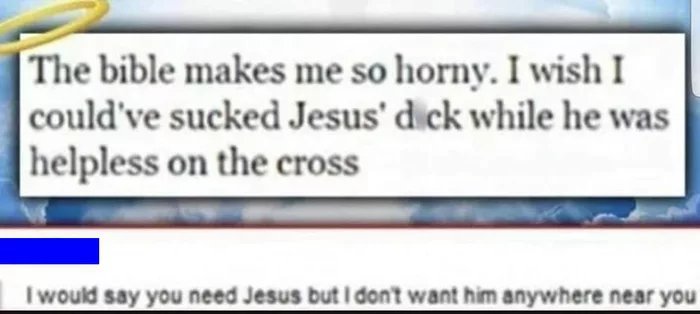 The bible makes me so horny. I wish I
could've sucked Jesus' d ck while he was
helpless on the cross
I would say you need Jesus but I don't want him anywhere near you